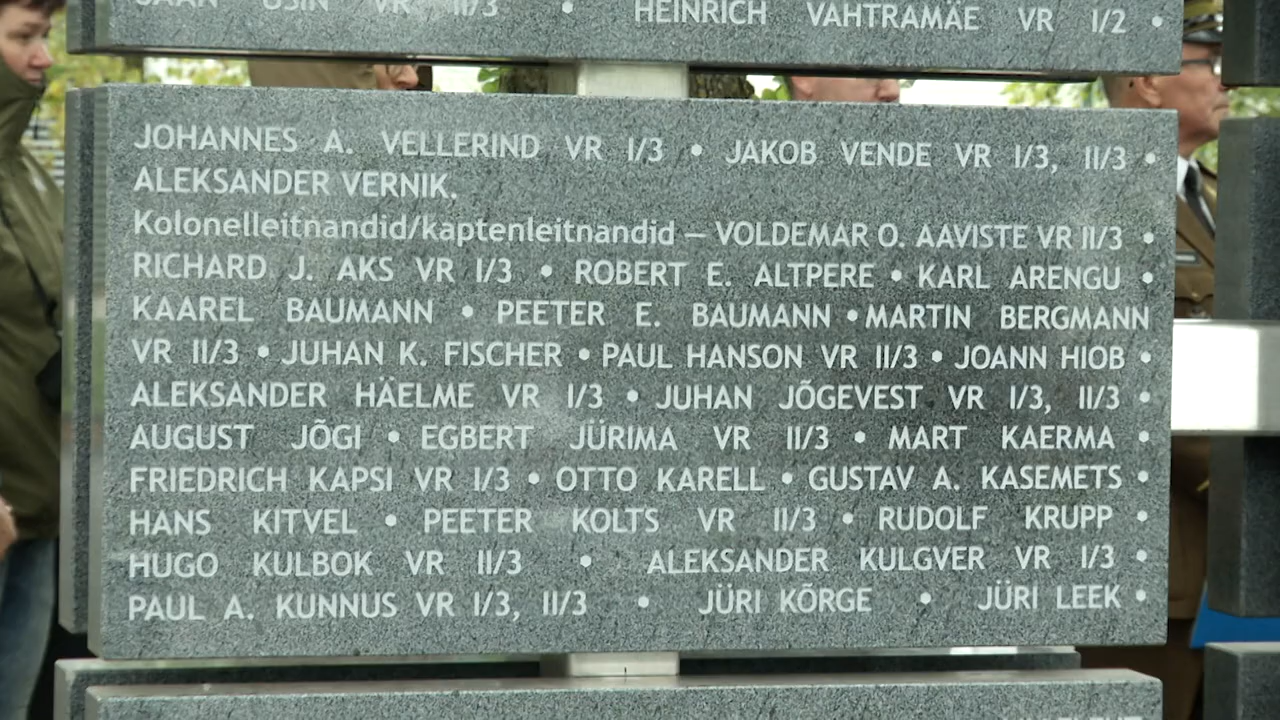 JAAN USIN VR II/3 • HEINRICH VAHTRAMÄE VR I/2 •
JOHANNES A. VELLERIND VR I/3 • JAKOB VENDE VR I/3, II/3 •
ALEKSANDER VERNIK.
Kolonelleitnandid/kaptenleitnandid – VOLDEMAR O. AAVISTE VR II/3 •
RICHARD J. AKS VR I/3 • ROBERT E. ALTPERE • KARL ARENGU •
KAAREL BAUMANN • PEETER E. BAUMANN • MARTIN BERGMANN
VR II/3 • JUHAN K. FISCHER • PAUL HANSON VR II/3 • JOANN HIOB •
ALEKSANDER HÄELME VR I/3 • JUHAN JÕGEVEST VR I/3, II/3 •
AUGUST JÕGI • EGBERT JÜRIMA VR II/3 • MART KAERMA •
FRIEDRICH KAPSI VR I/3 • OTTO KARELL • GUSTAV A. KASEMETS •
HANS KITVEL • PEETER KOLTS VR II/3 • RUDOLF KRUPP •
HUGO KULBOK VR II/3 • ALEKSANDER KULGVER VR I/3 •
PAUL A. KUNNUS VR I/3, II/3 • JÜRI KÕRGE • JÜRI LEEK •